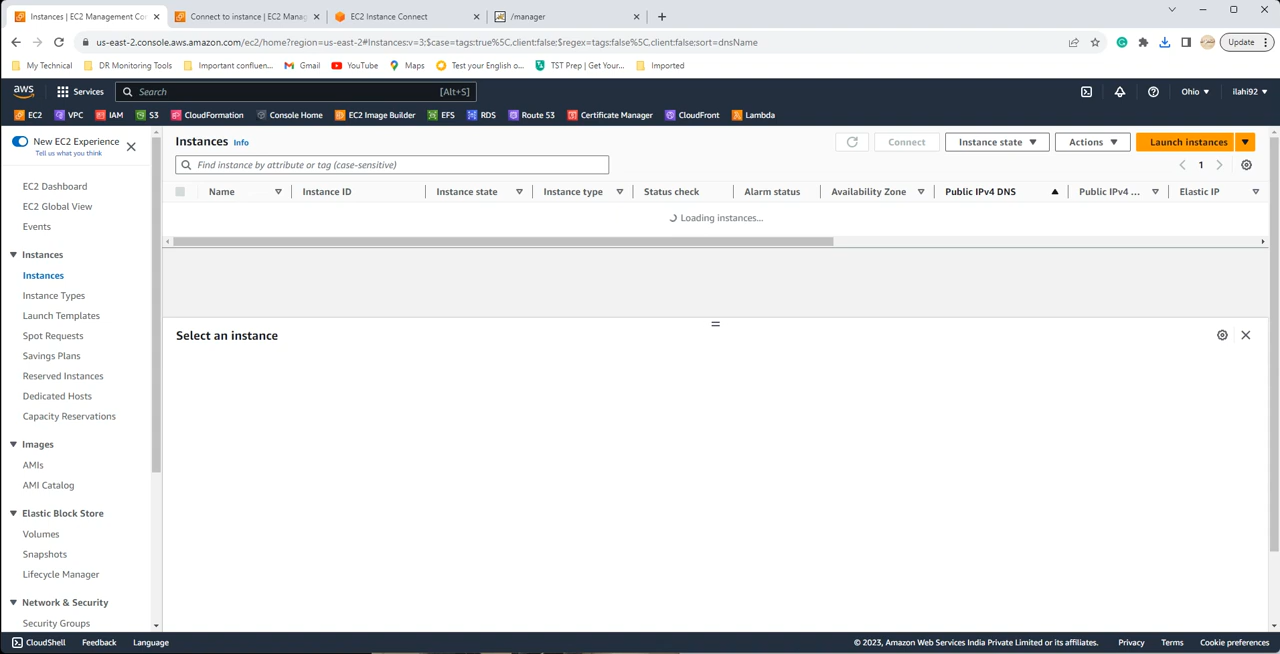 Instances | EC2 Management Co
Connect to instance | EC2 Manag
EC2 Instance Connect
/manager
us-east-2.console.aws.amazon.com/ec2/home?region=us-east-2#Instances:v=3;$case=tags:true%5C,client:false;$regex=tags:false%5C,client:false;sort=dnsName
Update
My Technical
DR Monitoring Tools
Important confluen...
Gmail
YouTube
Maps
Test your English o...
TST Prep | Get Your...
Imported
aws
Services
Search
[Alt+S]
Ohio
ilahi92
EC2
VPC
IAM
S3
CloudFormation
Console Home
EC2 Image Builder
EFS
RDS
Route 53
Certificate Manager
CloudFront
Lambda
New EC2 Experience
Tell us what you think
EC2 Dashboard
EC2 Global View
Events
Instances
Instances
Instance Types
Launch Templates
Spot Requests
Savings Plans
Reserved Instances
Dedicated Hosts
Capacity Reservations
Images
AMIs
AMI Catalog
Elastic Block Store
Volumes
Snapshots
Lifecycle Manager
Network & Security
Security Groups
Instances Info
Connect
Instance state
Actions
Launch instances
Find instance by attribute or tag (case-sensitive)
1
Name
Instance ID
Instance state
Instance type
Status check
Alarm status
Availability Zone
Public IPv4 DNS
Public IPv4 ...
Elastic IP
Loading instances...
Select an instance
CloudShell
Feedback
Language
© 2023, Amazon Web Services India Private Limited or its affiliates.
Privacy
Terms
Cookie preferences